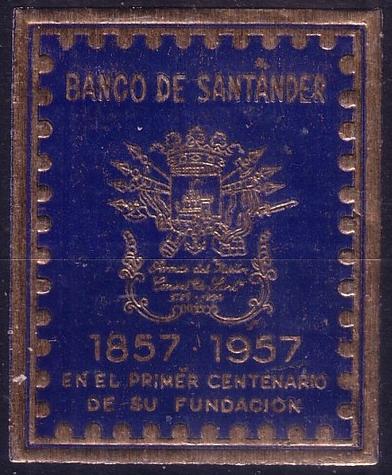 BANCO DE SANTANDER
1857 - 1957
EN EL PRIMER CENTENARIO
DE SU FUNDACION